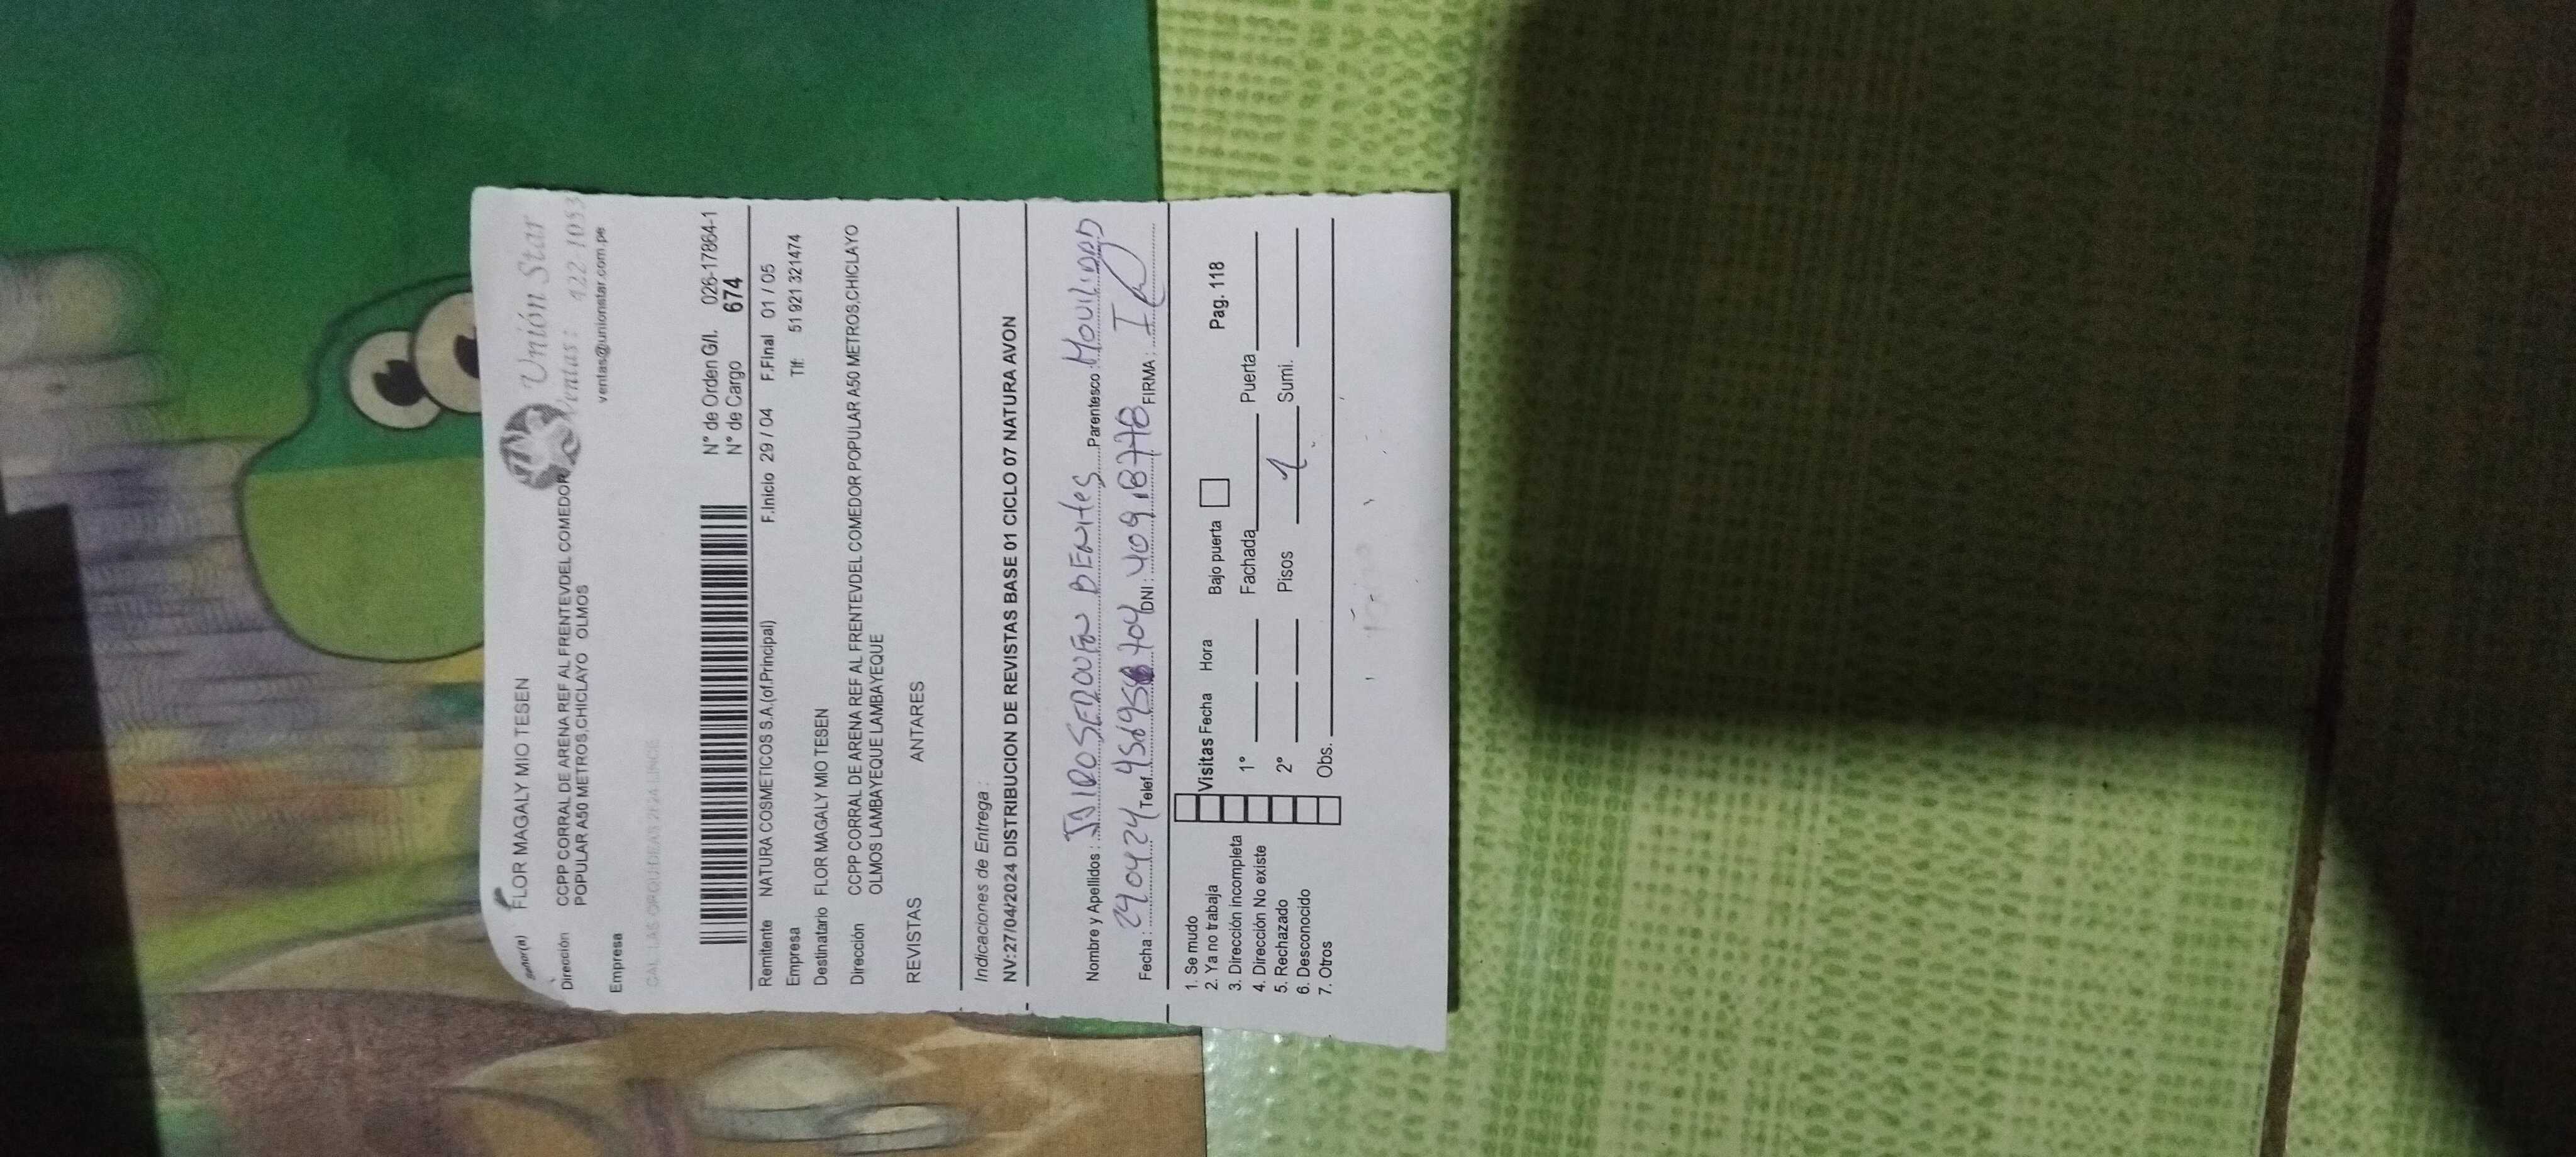 Señor(a) FLOR MAGALY MIO TESEN
Unión Star
Ventas: 422-1053
ventas@unionstar.com.pe
Dirección CCPP CORRAL DE ARENA REF AL FRENTEVDEL COMEDOR
POPULAR A50 METROS,CHICLAYO OLMOS
Empresa
N° de Orden G/I. 026-17864-1
N° de Cargo 674
Remitente NATURA COSMETICOS S.A.(of.Principal) F.Inicio 29 / 04 F.Final 01 / 05
Empresa Tlf: 51 921 321474
Destinatario FLOR MAGALY MIO TESEN
Dirección CCPP CORRAL DE ARENA REF AL FRENTEVDEL COMEDOR POPULAR A50 METROS,CHICLAYO
OLMOS LAMBAYEQUE LAMBAYEQUE
REVISTAS ANTARES
Indicaciones de Entrega :
NV:27/04/2024 DISTRIBUCION DE REVISTAS BASE 01 CICLO 07 NATURA AVON
Nombre y Apellidos : BENites Parentesco : MOVILIDAD
Fecha : 290424 Telef. DNI : 40918778 FIRMA :
1. Se mudo
2. Ya no trabaja Visitas Fecha Hora Bajo puerta Pag. 118
3. Dirección incompleta 1° Fachada Puerta
4. Dirección No existe
5. Rechazado 2° Pisos 1 Sumi.
6. Desconocido
7. Otros Obs.